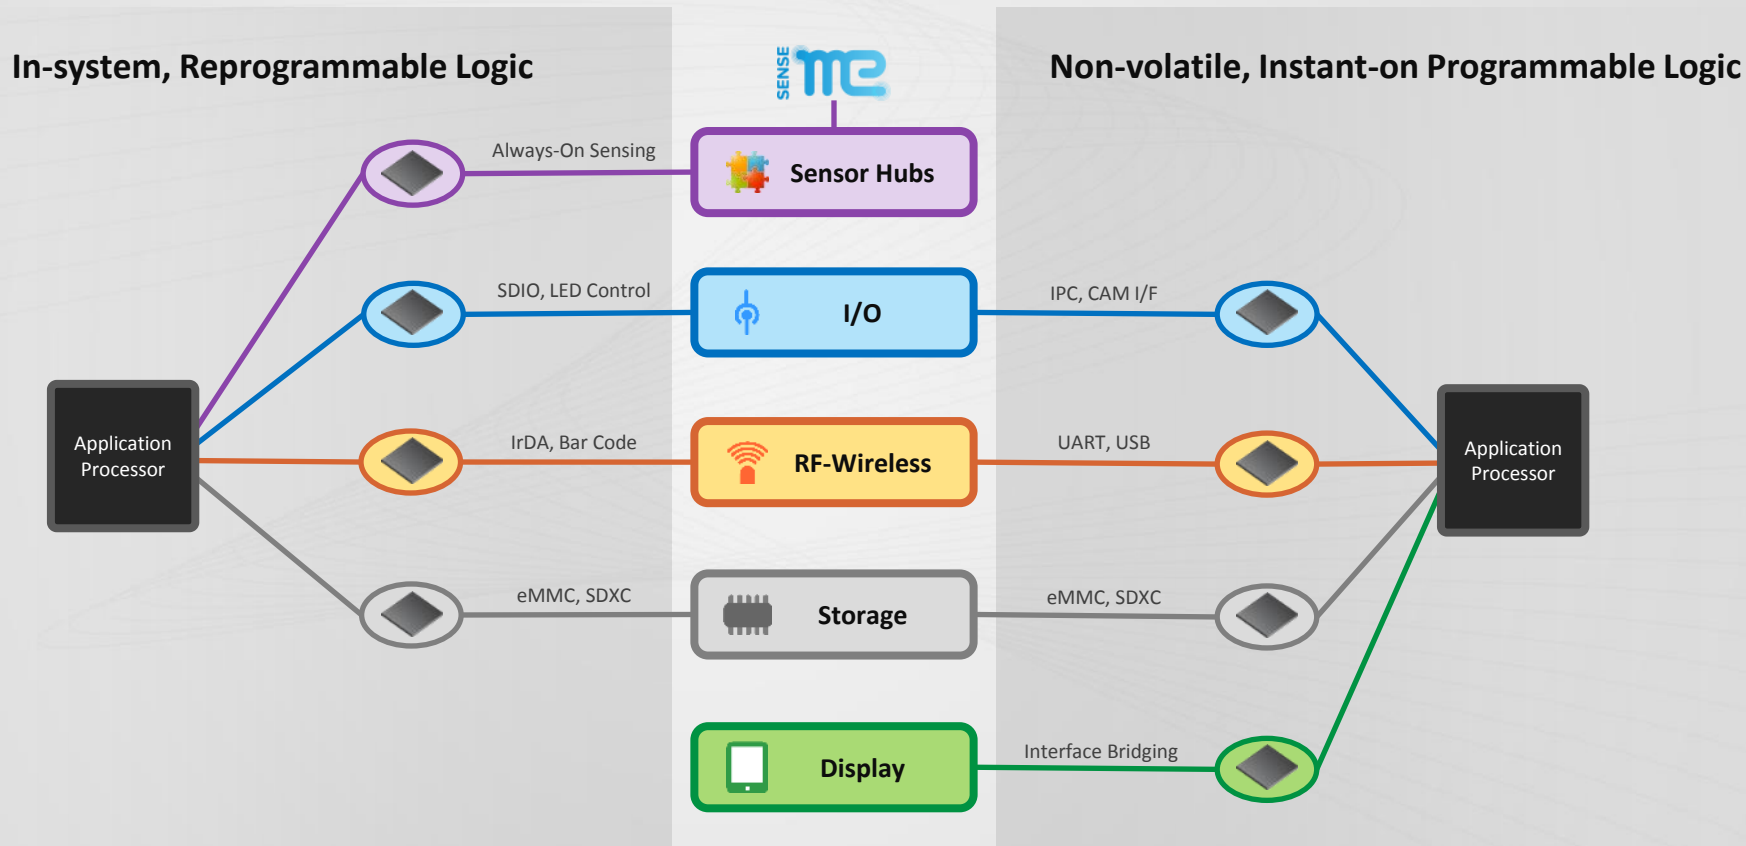 In-system, Reprogrammable Logic
SENSE
me
Non-volatile, Instant-on Programmable Logic
Always-On Sensing
Sensor Hubs
SDIO, LED Control
I/O
IPC, CAM I/F
Application
Processor
IrDA, Bar Code
RF-Wireless
UART, USB
Application
Processor
eMMC, SDXC
Storage
eMMC, SDXC
Display
Interface Bridging